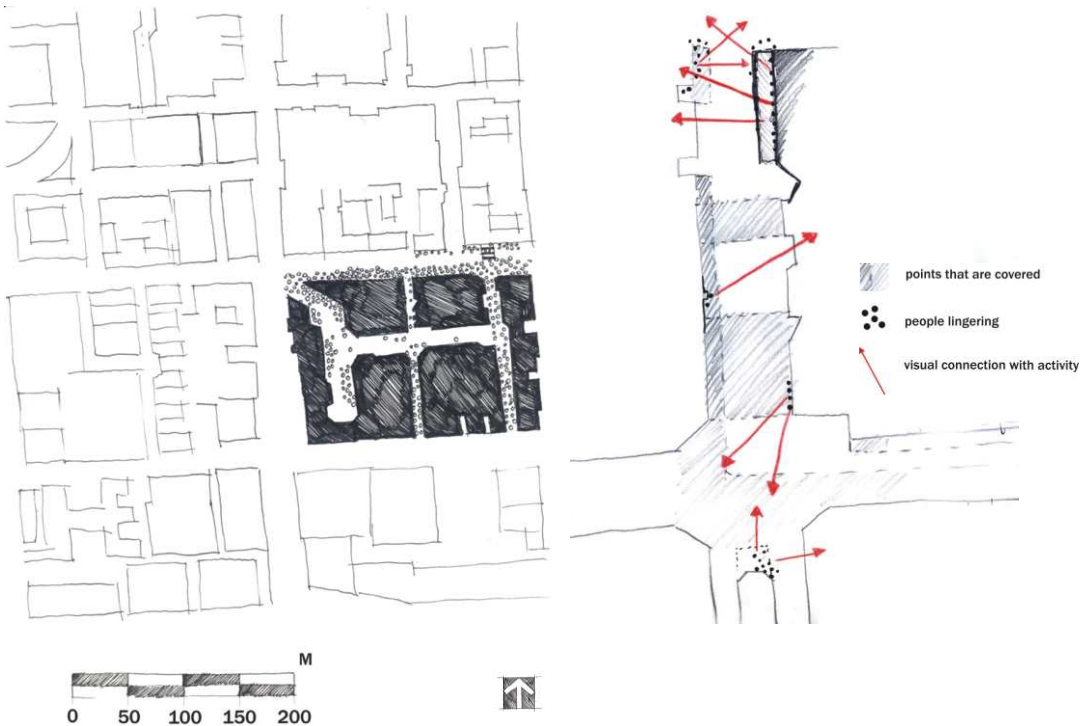 points that are covered
people lingering
visual connection with activity
M
0 50 100 150 200